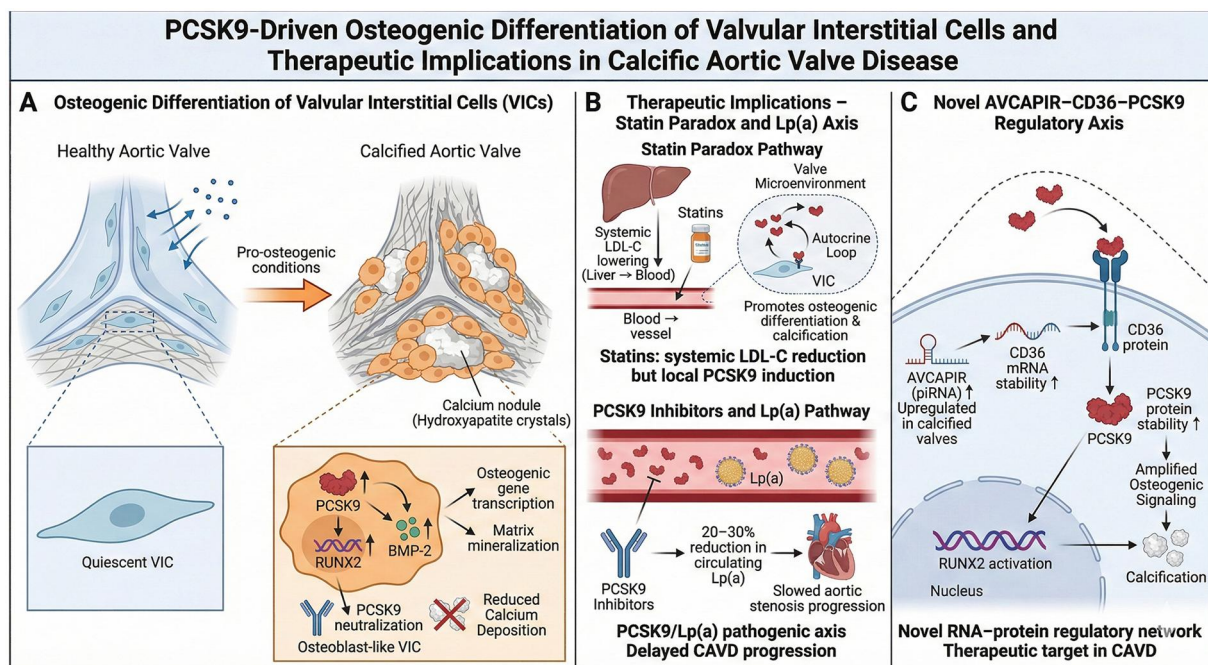 PCSK9-Driven Osteogenic Differentiation of Valvular Interstitial Cells and
Therapeutic Implications in Calcific Aortic Valve Disease
A Osteogenic Differentiation of Valvular Interstitial Cells (VICs)
Healthy Aortic Valve
Calcified Aortic Valve
Pro-osteogenic
conditions
Calcium nodule
(Hydroxyapatite crystals)
Quiescent VIC
PCSK9
RUNX2
BMP-2
Osteogenic
gene
transcription
Matrix
mineralization
PCSK9
neutralization
Osteoblast-like VIC
Reduced
Calcium
Deposition
B Therapeutic Implications –
Statin Paradox and Lp(a) Axis
Statin Paradox Pathway
Systemic
LDL-C
lowering
(Liver → Blood)
Statins
Valve
Microenvironment
Autocrine
Loop
VIC
Blood →
vessel
Promotes osteogenic
differentiation &
calcification
Statins: systemic LDL-C reduction
but local PCSK9 induction
PCSK9 Inhibitors and Lp(a) Pathway
Lp(a)
PCSK9
Inhibitors
20–30%
reduction in
circulating
Lp(a)
Slowed aortic
stenosis progression
PCSK9/Lp(a) pathogenic axis
Delayed CAVD progression
C Novel AVCAPIR–CD36–PCSK9
Regulatory Axis
AVCAPIR
(piRNA) ↑
Upregulated
in calcified
valves
CD36
mRNA
stability ↑
CD36
protein
PCSK9
PCSK9
protein
stability ↑
Amplified
Osteogenic
Signaling
RUNX2 activation
Calcification
Nucleus
Novel RNA–protein regulatory network
Therapeutic target in CAVD